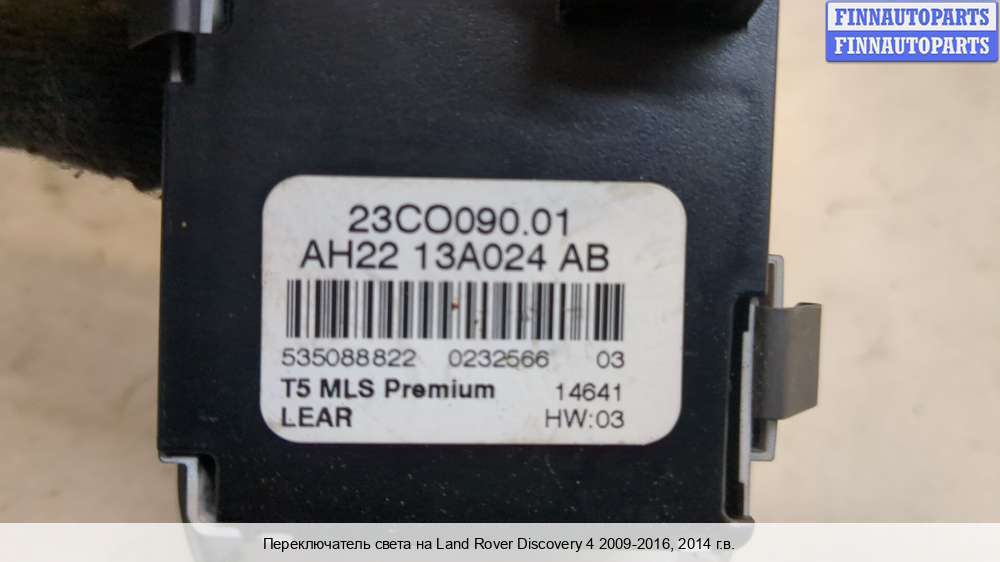 FINNAUTOPARTS
FINNAUTOPARTS
23CO090.01
AH22 13A024 AB
535088822 0232566 03
T5 MLS Premium 14641
LEAR HW:03
Переключатель света на Land Rover Discovery 4 2009-2016, 2014 г.в.